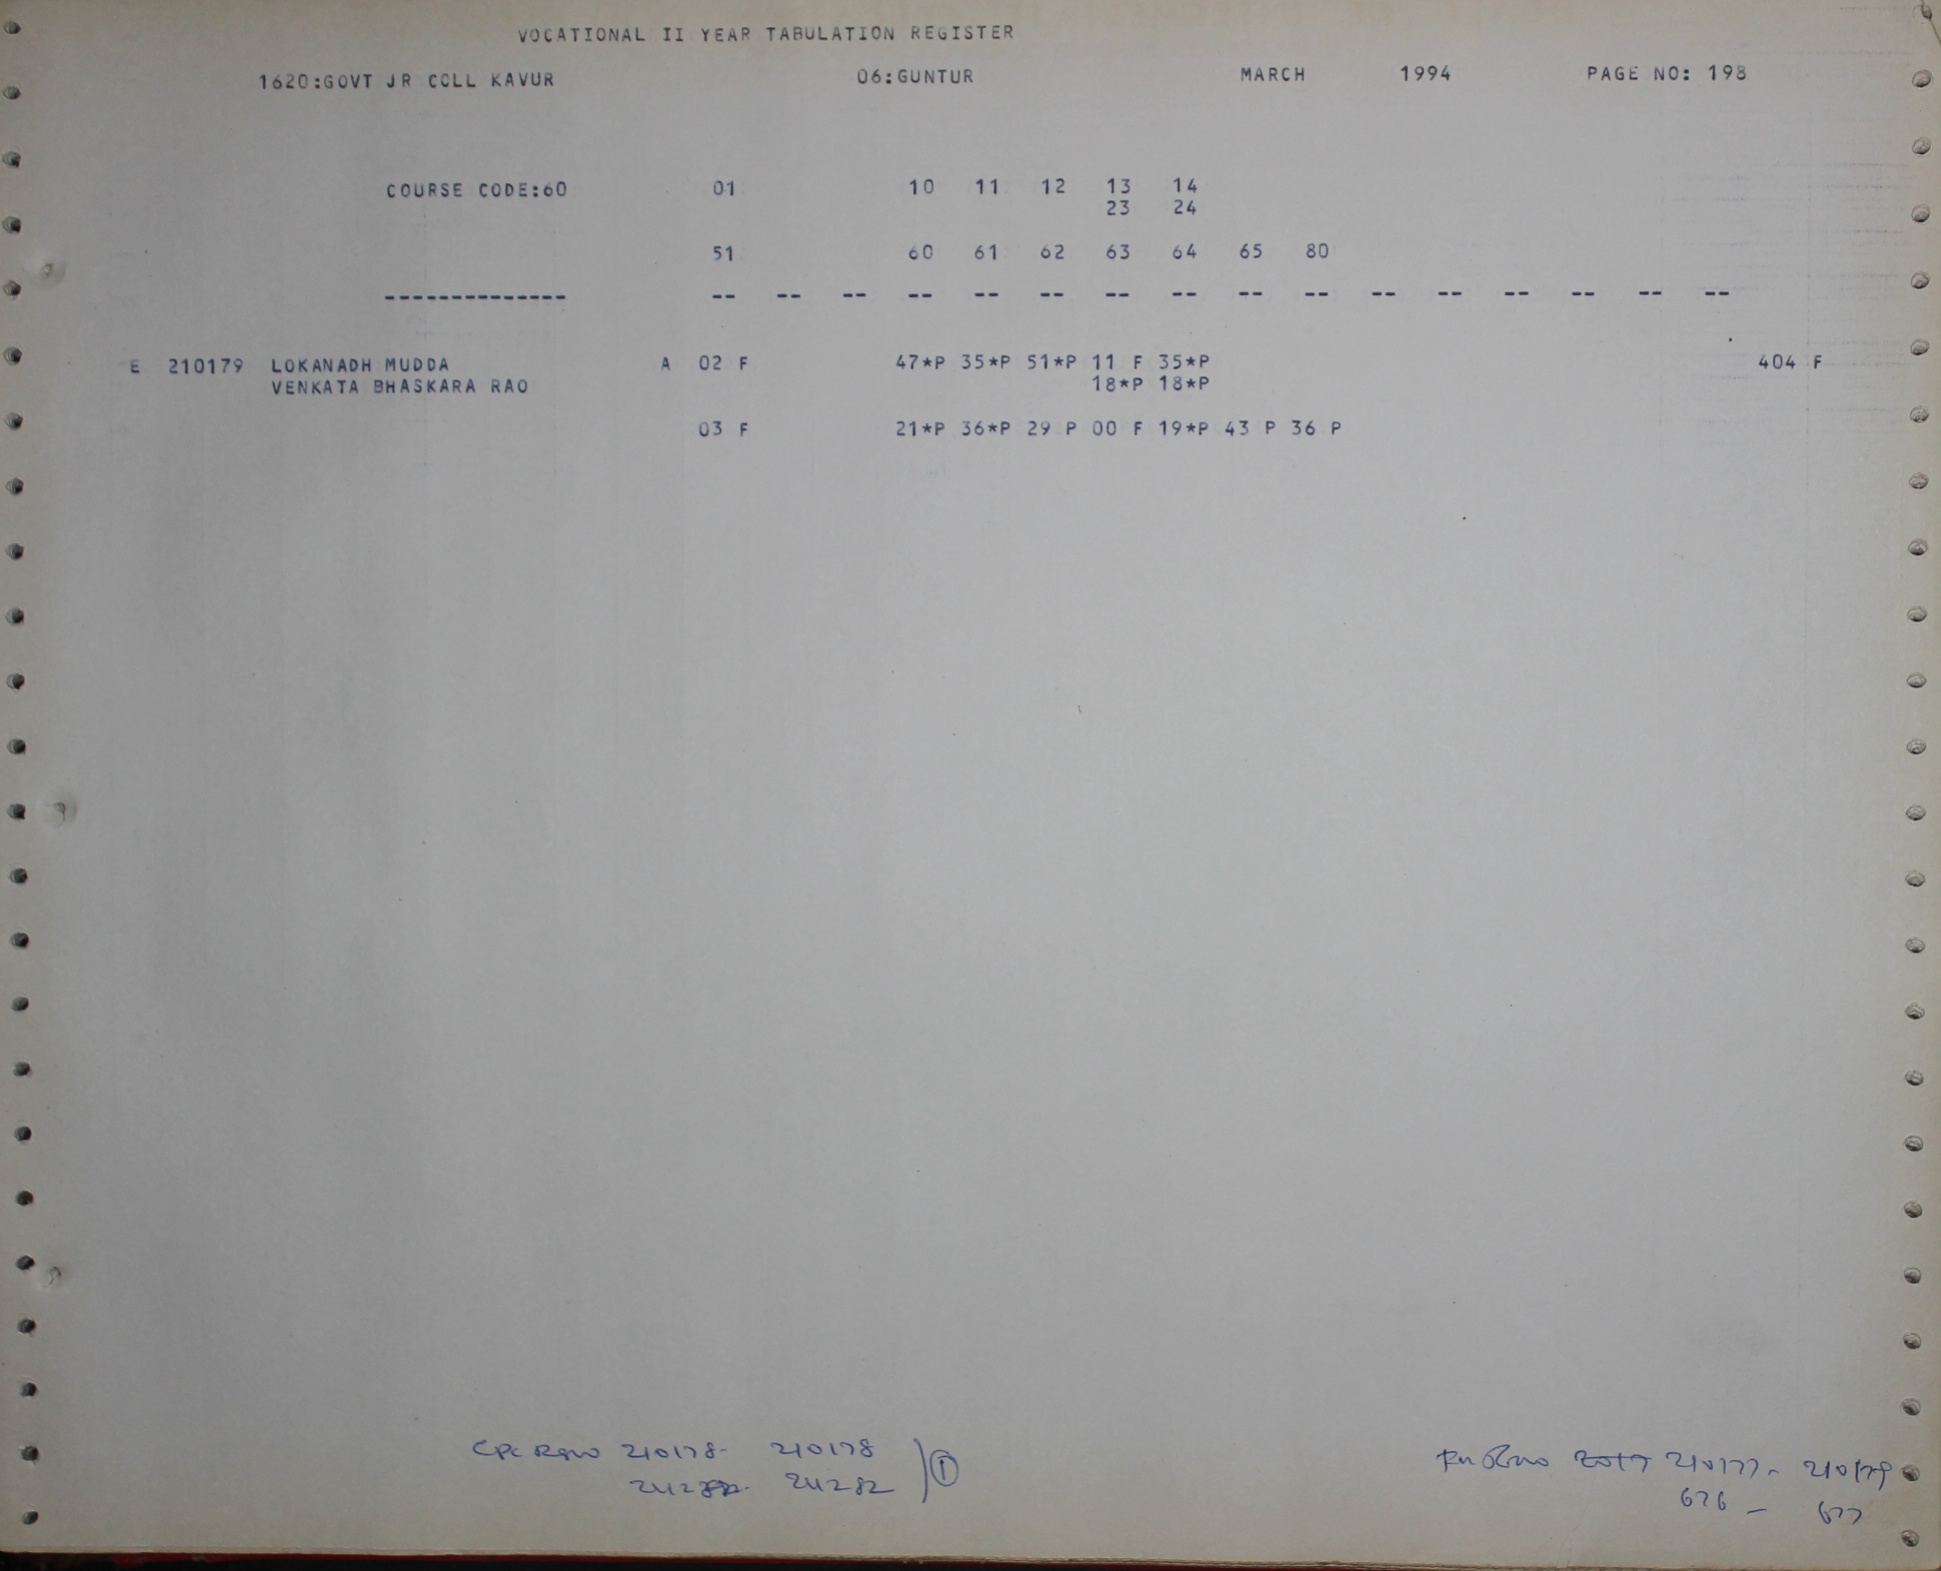 VOCATIONAL II YEAR TABULATION REGISTER
1620:GOVT JR COLL KAVUR 06:GUNTUR MARCH 1994 PAGE NO: 198
COURSE CODE:60 01 10 11 12 13 14
23 24
51 60 61 62 63 64 65 80
-------------- -- -- -- -- -- -- -- -- -- -- -- -- -- -- -- --
E 210179 LOKANADH MUDDA A 02 F 47*P 35*P 51*P 11 F 35*P 404 F
VENKATA BHASKARA RAO 18*P 18*P
03 F 21*P 36*P 29 P 00 F 19*P 43 P 36 P
210178- 210178
211282 1
210177- 210179
676 - 677